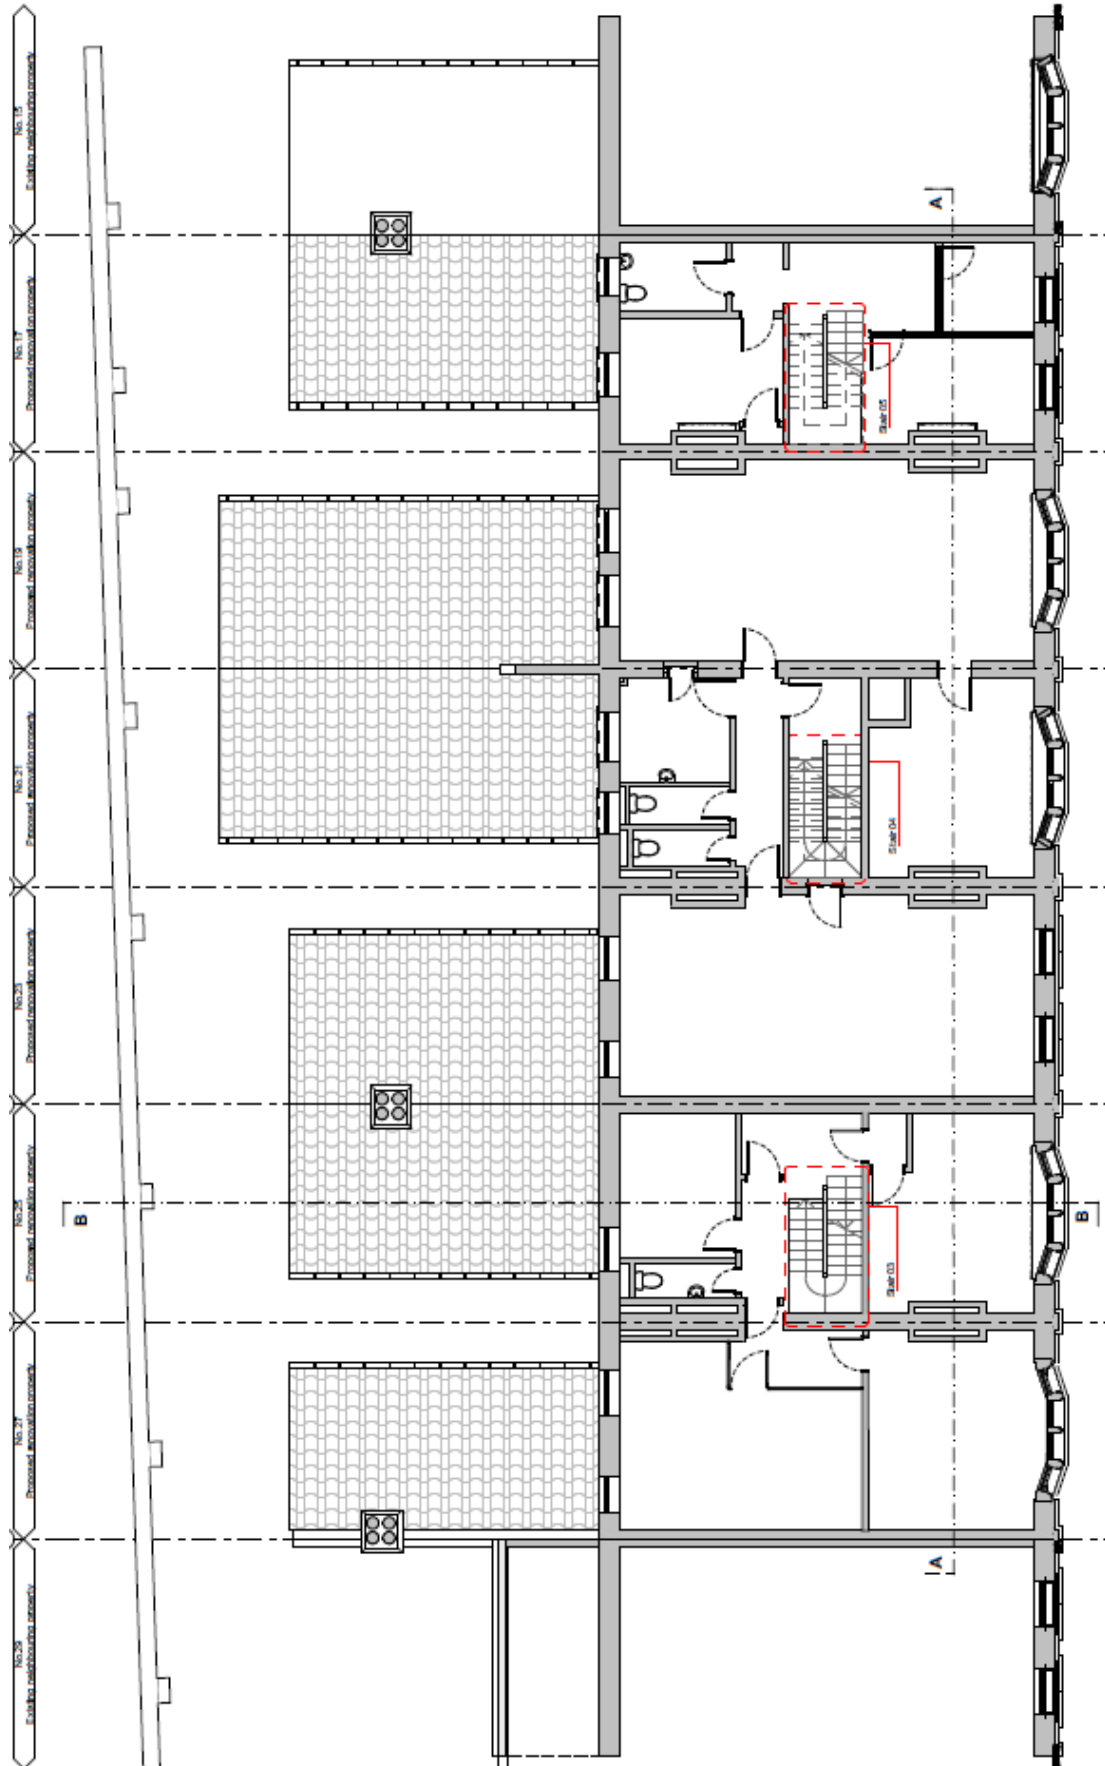 No.15
Existing neighbouring property
No.17
Proposed renovation property
No.19
Proposed renovation property
No.21
Proposed renovation property
No.23
Proposed renovation property
No.25
Proposed renovation property
No.27
Proposed renovation property
No.29
Existing neighbouring property
A
Stair 05
Stair 04
B
B
Stair 03
A